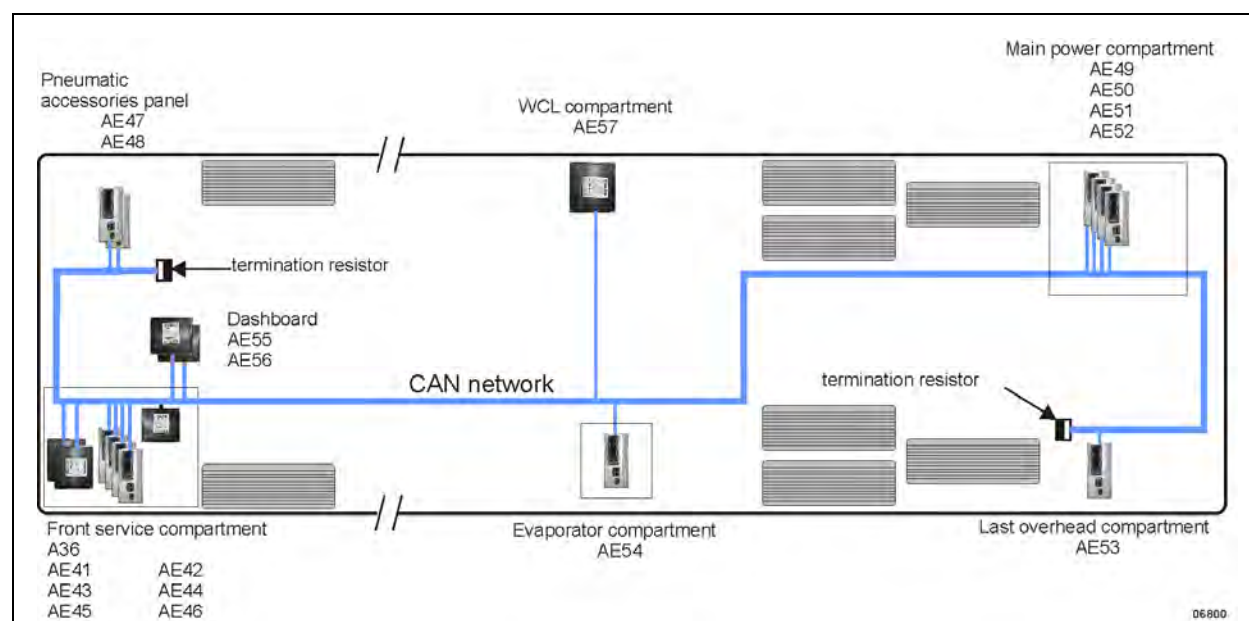 Pneumatic
accessories panel
AE47
AE48
WCL compartment
AE57
Main power compartment
AE49
AE50
AE51
AE52
termination resistor
Dashboard
AE55
AE56
CAN network
termination resistor
Front service compartment
A36
AE41 AE42
AE43 AE44
AE45 AE46
Evaporator compartment
AE54
Last overhead compartment
AE53
06800